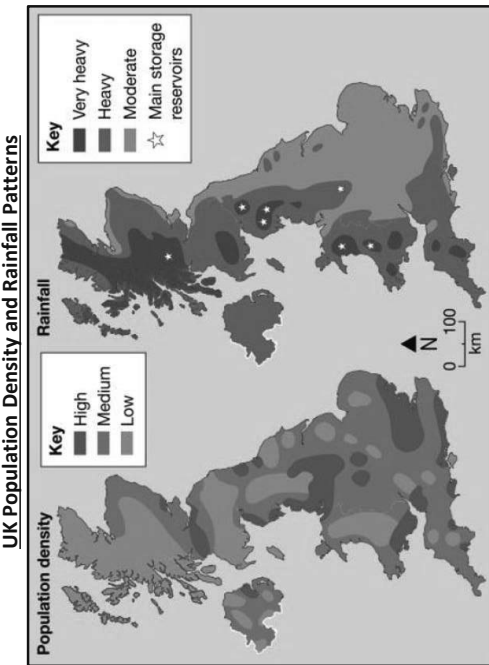 UK Population Density and Rainfall Patterns
Population density
Key
High
Medium
Low
Rainfall
Key
Very heavy
Heavy
Moderate
Main storage
reservoirs
N
0 100
km